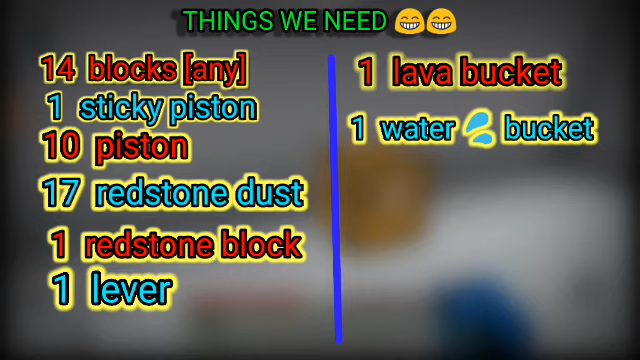 THINGS WE NEED 😁😁
14 blocks [any]
1 sticky piston
10 piston
17 redstone dust
1 redstone block
1 lever
1 lava bucket
1 water 💦 bucket